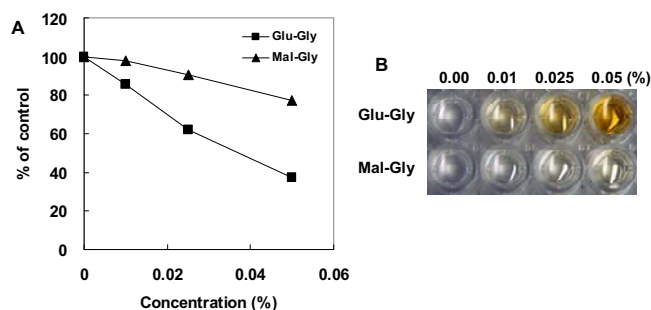 A
% of control
120
100
80
60
40
20
0
Glu-Gly
Mal-Gly
0 0.02 0.04 0.06
Concentration (%)
B
0.00 0.01 0.025 0.05 (%)
Glu-Gly
Mal-Gly